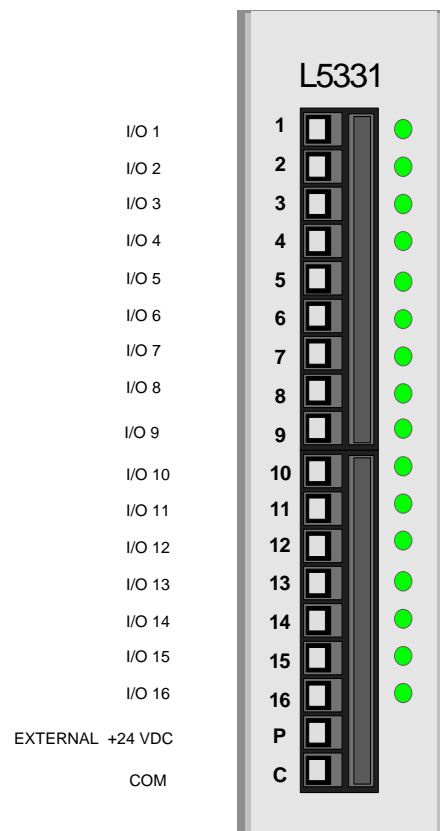 L5331
I/O 1 1
I/O 2 2
I/O 3 3
I/O 4 4
I/O 5 5
I/O 6 6
I/O 7 7
I/O 8 8
I/O 9 9
I/O 10 10
I/O 11 11
I/O 12 12
I/O 13 13
I/O 14 14
I/O 15 15
I/O 16 16
EXTERNAL +24 VDC P
COM C